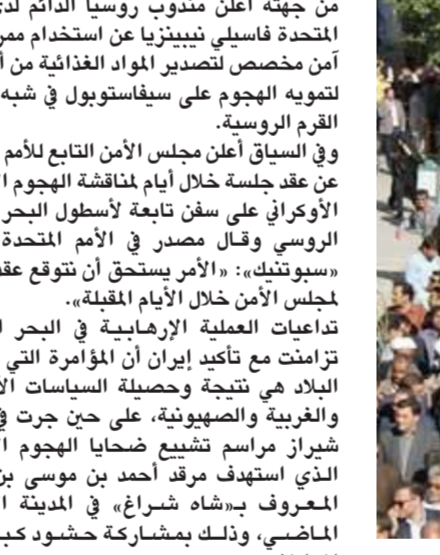 من جهته أعلن مندوب روسيا الدائم لدى
المتحدة فاسيلي نيبينزيا عن استخدام ممر
آمن مخصص لتصدير المواد الغذائية من
لتمويه الهجوم على سيفاستوبول في شبه
القرم الروسية.
وفي السياق أعلن مجلس الأمن التابع للأمم
عن عقد جلسة خلال أيام لمناقشة الهجوم
الأوكراني على سفن تابعة لأسطول البحر
الروسي وقال مصدر في الأمم المتحدة
«سبوتنيك»: «الأمر يستحق أن نتوقع عقد
لمجلس الأمن خلال الأيام المقبلة».
تداعيات العملية الإرهابية في البحر
تزامنت مع تأكيد إيران أن المؤامرة التي
البلاد هي نتيجة وحصيلة السياسات
والغربية والصهيونية، على حين جرت في
شيراز مراسم تشييع ضحايا الهجوم
الذي استهدف مرقد أحمد بن موسى بن
المعروف بـ«شاه شراغ» في المدينة
الماضي، وذلك بمشاركة حشود